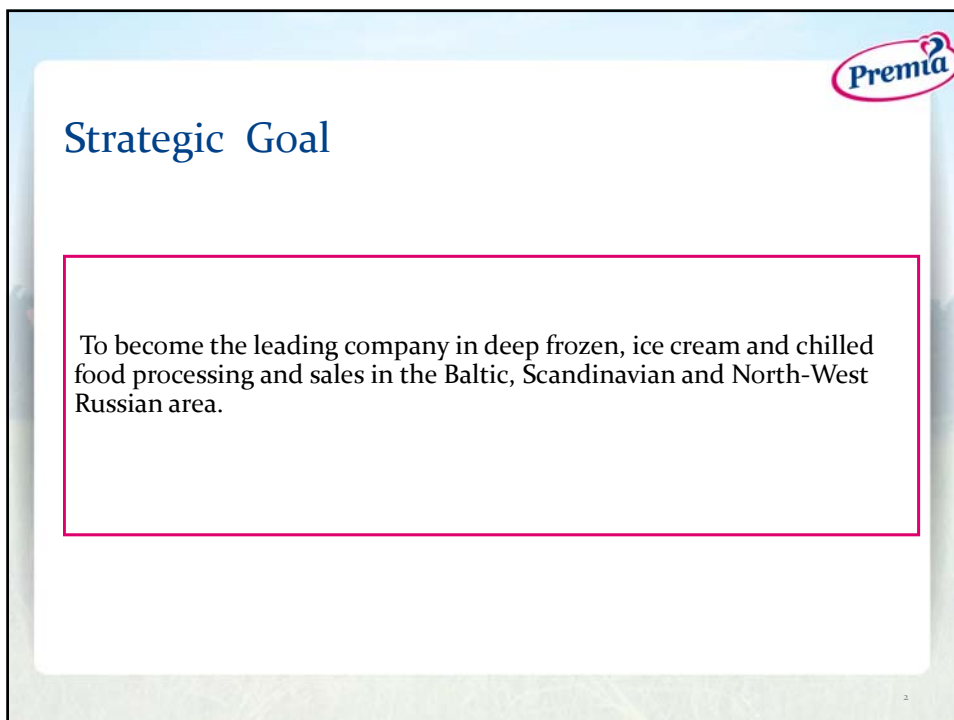 Premia
Strategic Goal
To become the leading company in deep frozen, ice cream and chilled
food processing and sales in the Baltic, Scandinavian and North-West
Russian area.
2